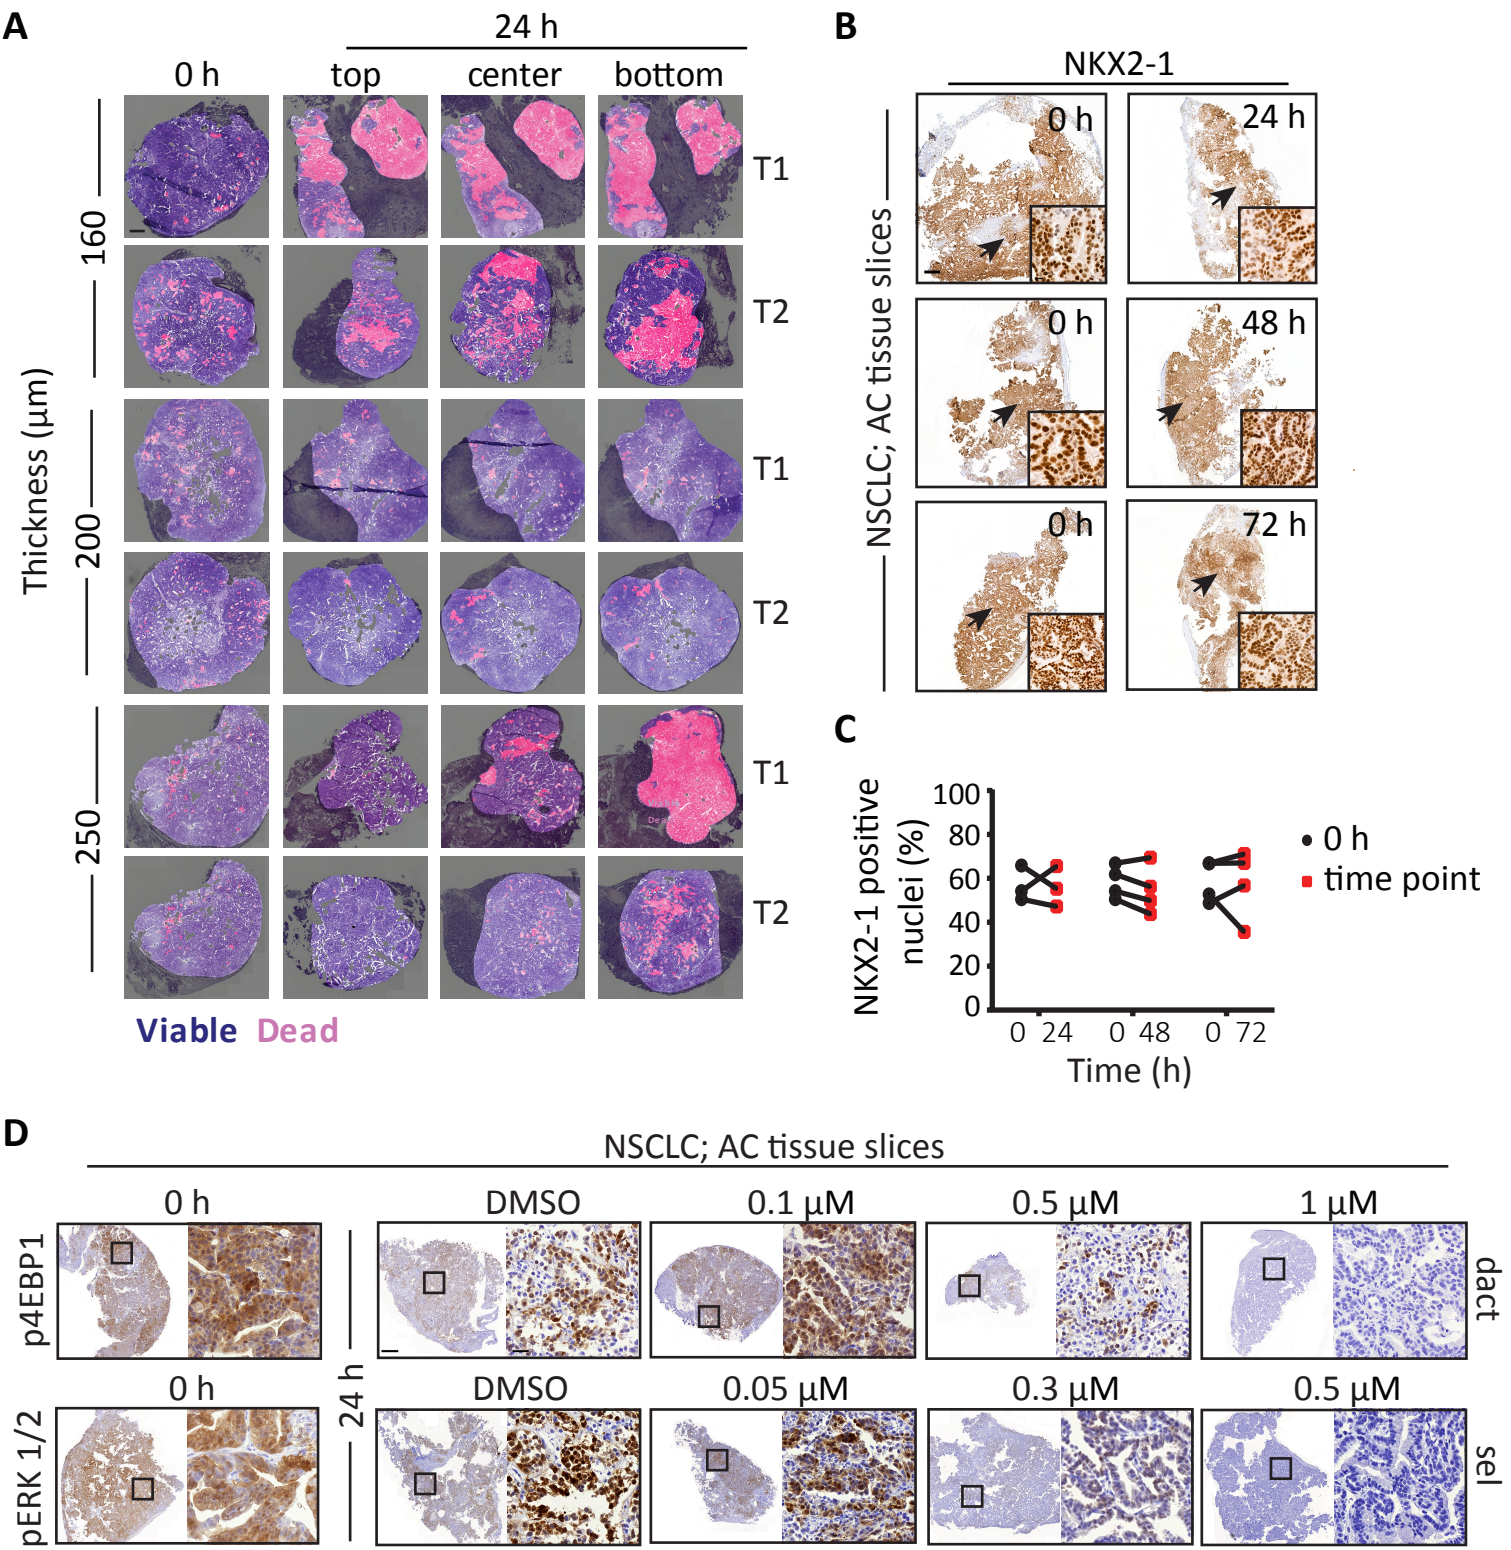 A
24 h
0 h top center bottom
Thickness (µm)
160
T1
T2
200
T1
T2
250
T1
Dead
T2
Viable Dead
B
NKX2-1
NSCLC; AC tissue slices
0 h 24 h
0 h 48 h
0 h 72 h
C
NKX2-1 positive
nuclei (%)
100
80
60
40
20
0
0 24 0 48 0 72
Time (h)
0 h
time point
D
NSCLC; AC tissue slices
0 h DMSO 0.1 µM 0.5 µM 1 µM
p4EBP1
dact
24 h
0 h DMSO 0.05 µM 0.3 µM 0.5 µM
pERK 1/2
sel